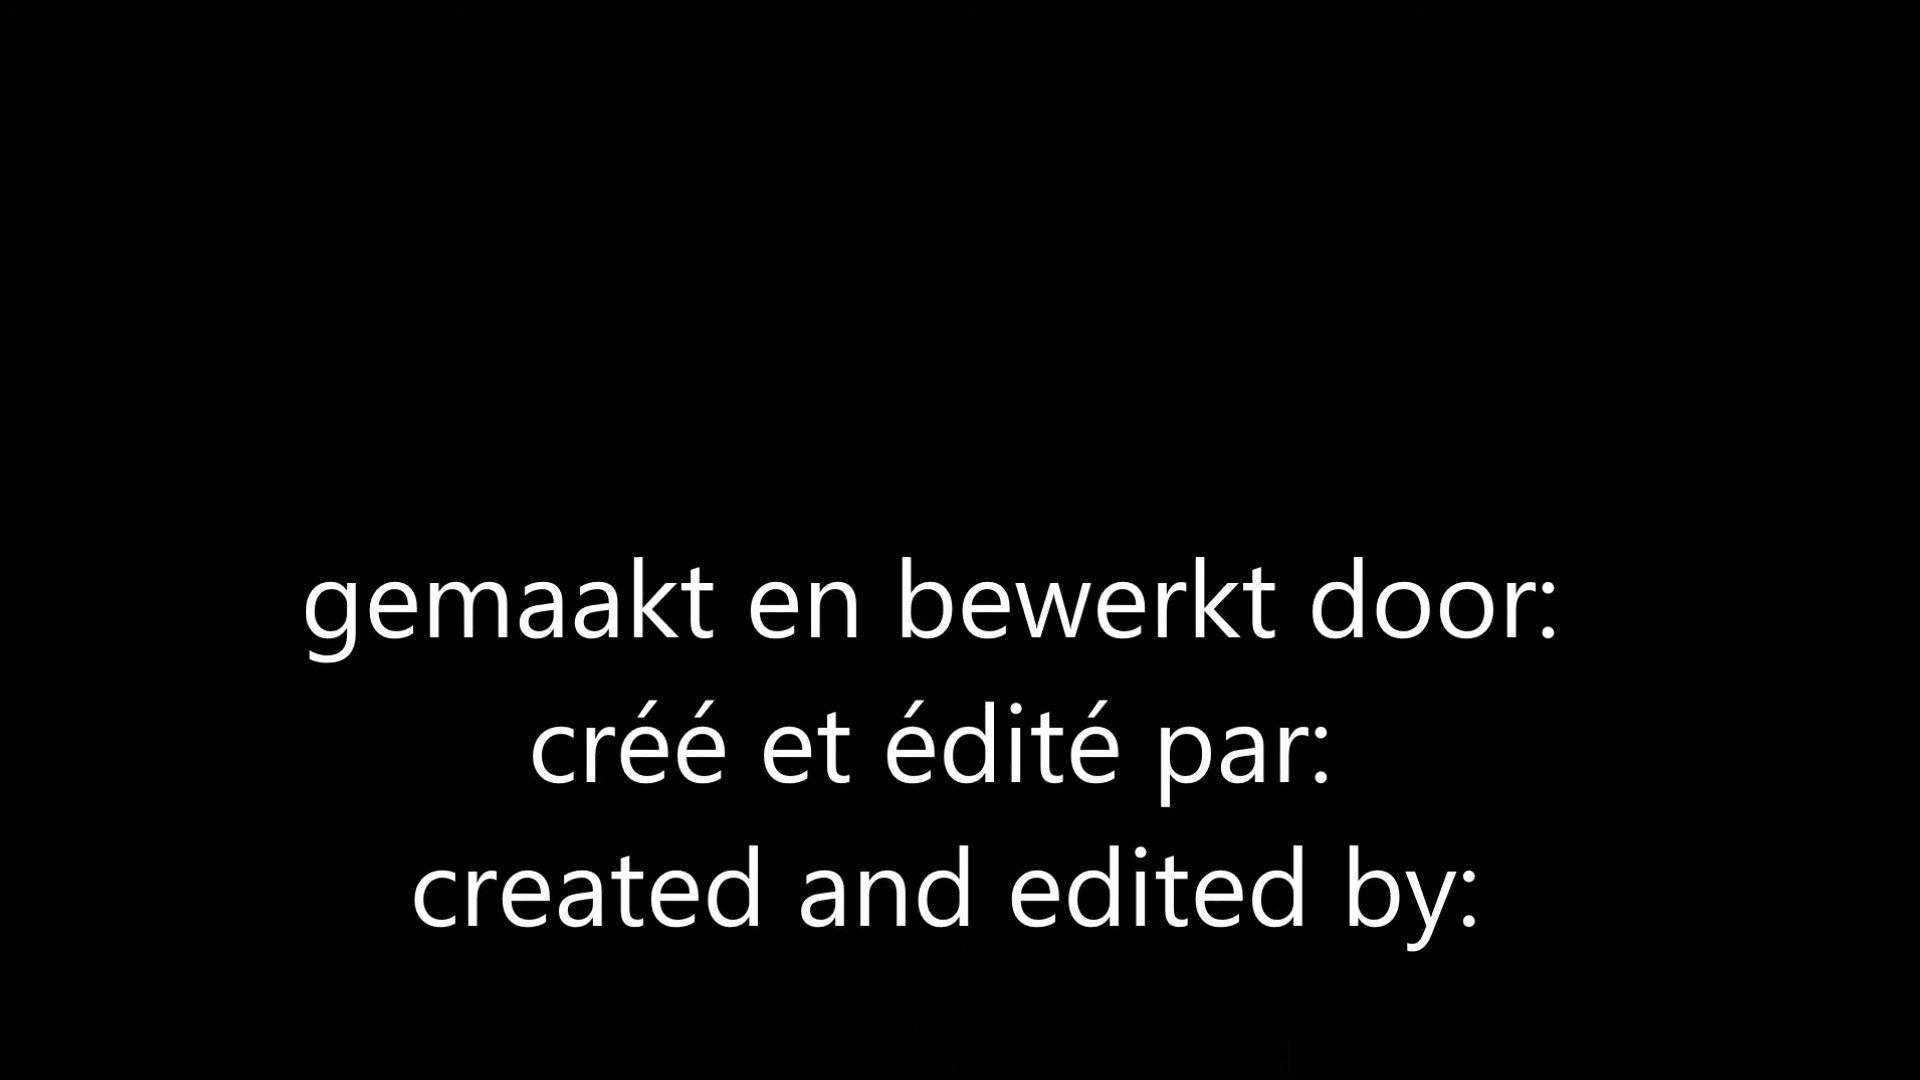 gemaakt en bewerkt door:
créé et édité par:
created and edited by: